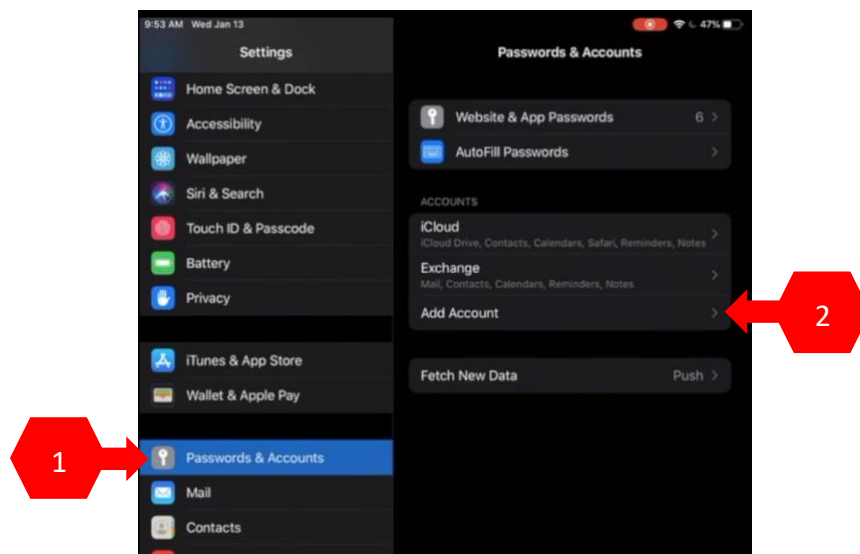 9:53 AM Wed Jan 13
47%
Settings
Home Screen & Dock
Accessibility
Wallpaper
Siri & Search
Touch ID & Passcode
Battery
Privacy
iTunes & App Store
Wallet & Apple Pay
1
Passwords & Accounts
Mail
Contacts
Passwords & Accounts
Website & App Passwords 6
AutoFill Passwords
ACCOUNTS
iCloud
iCloud Drive, Contacts, Calendars, Safari, Reminders, Notes
Exchange
Mail, Contacts, Calendars, Reminders, Notes
Add Account
2
Fetch New Data Push